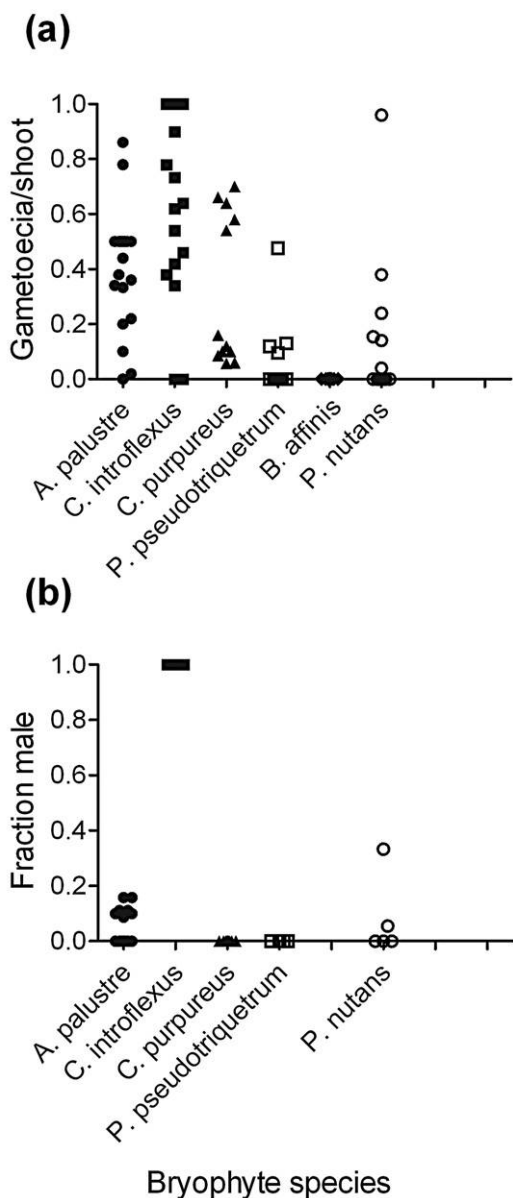 (a)
Gametoecia/shoot
1.0
0.8
0.6
0.4
0.2
0.0
A. palustre
C. introflexus
C. purpureus
P. pseudotriquetrum
B. affinis
P. nutans
(b)
Fraction male
1.0
0.8
0.6
0.4
0.2
0.0
A. palustre
C. introflexus
C. purpureus
P. pseudotriquetrum
P. nutans
Bryophyte species